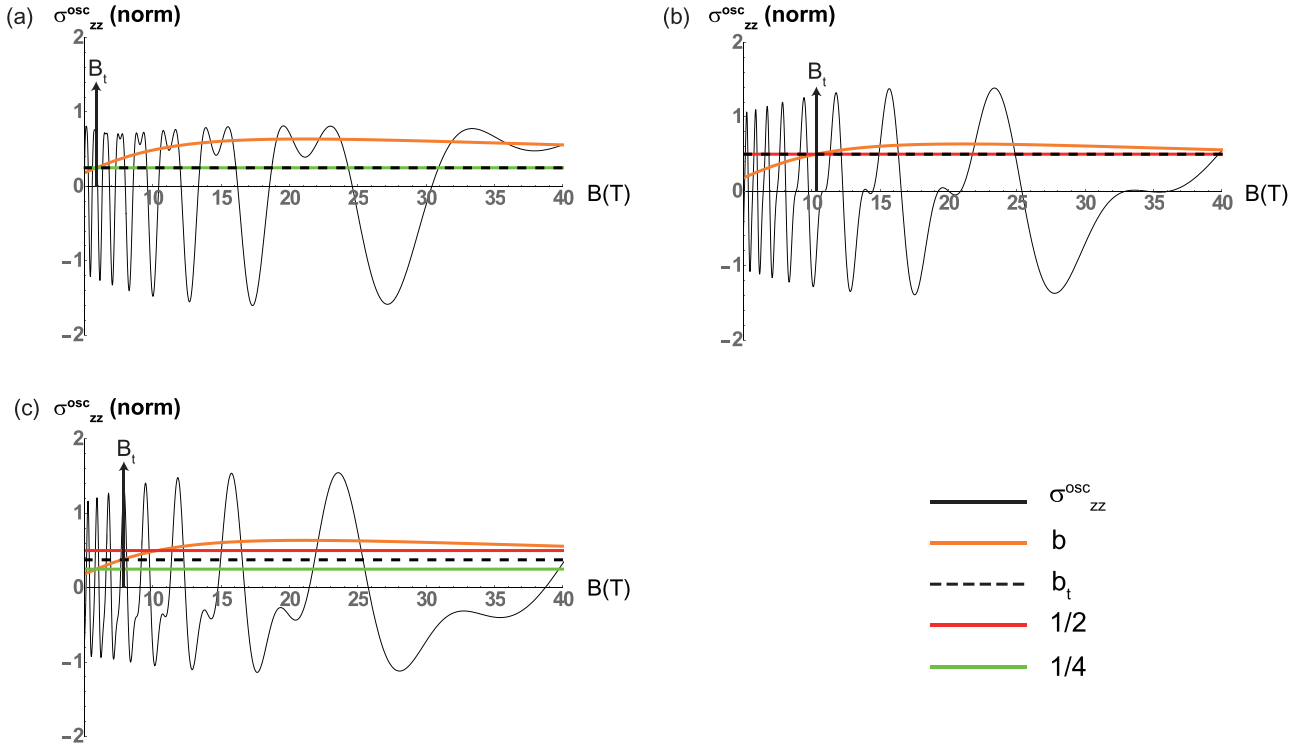 (a) σ^osc_zz (norm)
2
B_t
1
0
10 15 20 25 30 35 40 B(T)
−1
−2
(b) σ^osc_zz (norm)
2
B_t
1
0
10 15 20 25 30 35 40 B(T)
−1
−2
(c) σ^osc_zz (norm)
2
B_t
1
0
10 15 20 25 30 35 40 B(T)
−1
−2
σ^osc_zz
b
b_t
1/2
1/4